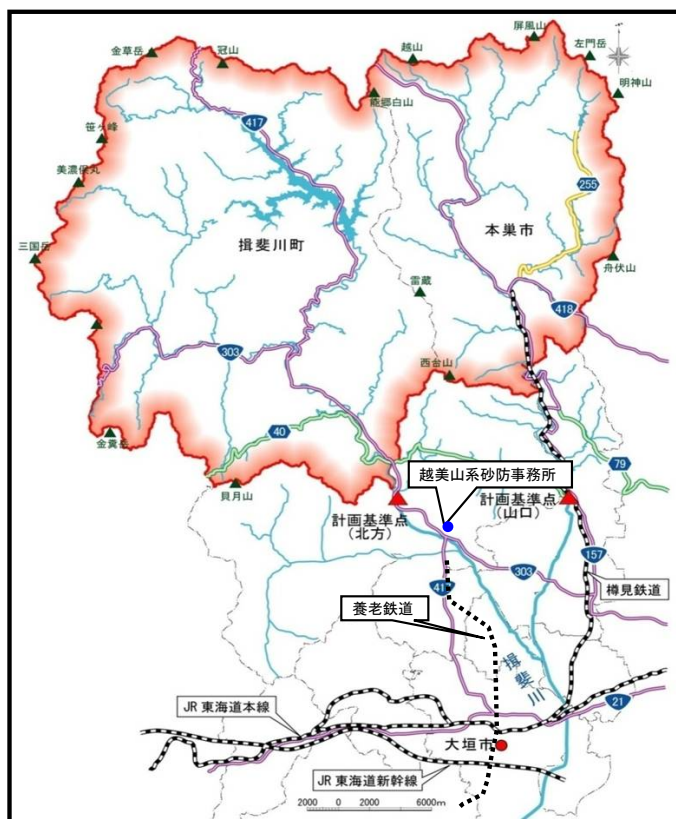 屏風山
左門岳
金草岳
冠山
越山
明神山
能郷白山
417
笹ヶ峰
美濃俣丸
255
揖斐川町
本巣市
三国岳
舟伏山
雷蔵
418
303
西台山
金糞岳
40
79
越美山系砂防事務所
貝月山
計画基準点
(北方)
計画基準点
(山口)
157
303
樽見鉄道
養老鉄道
揖斐川
21
JR 東海道本線
大垣市
JR 東海道新幹線
2000 0 2000 6000m